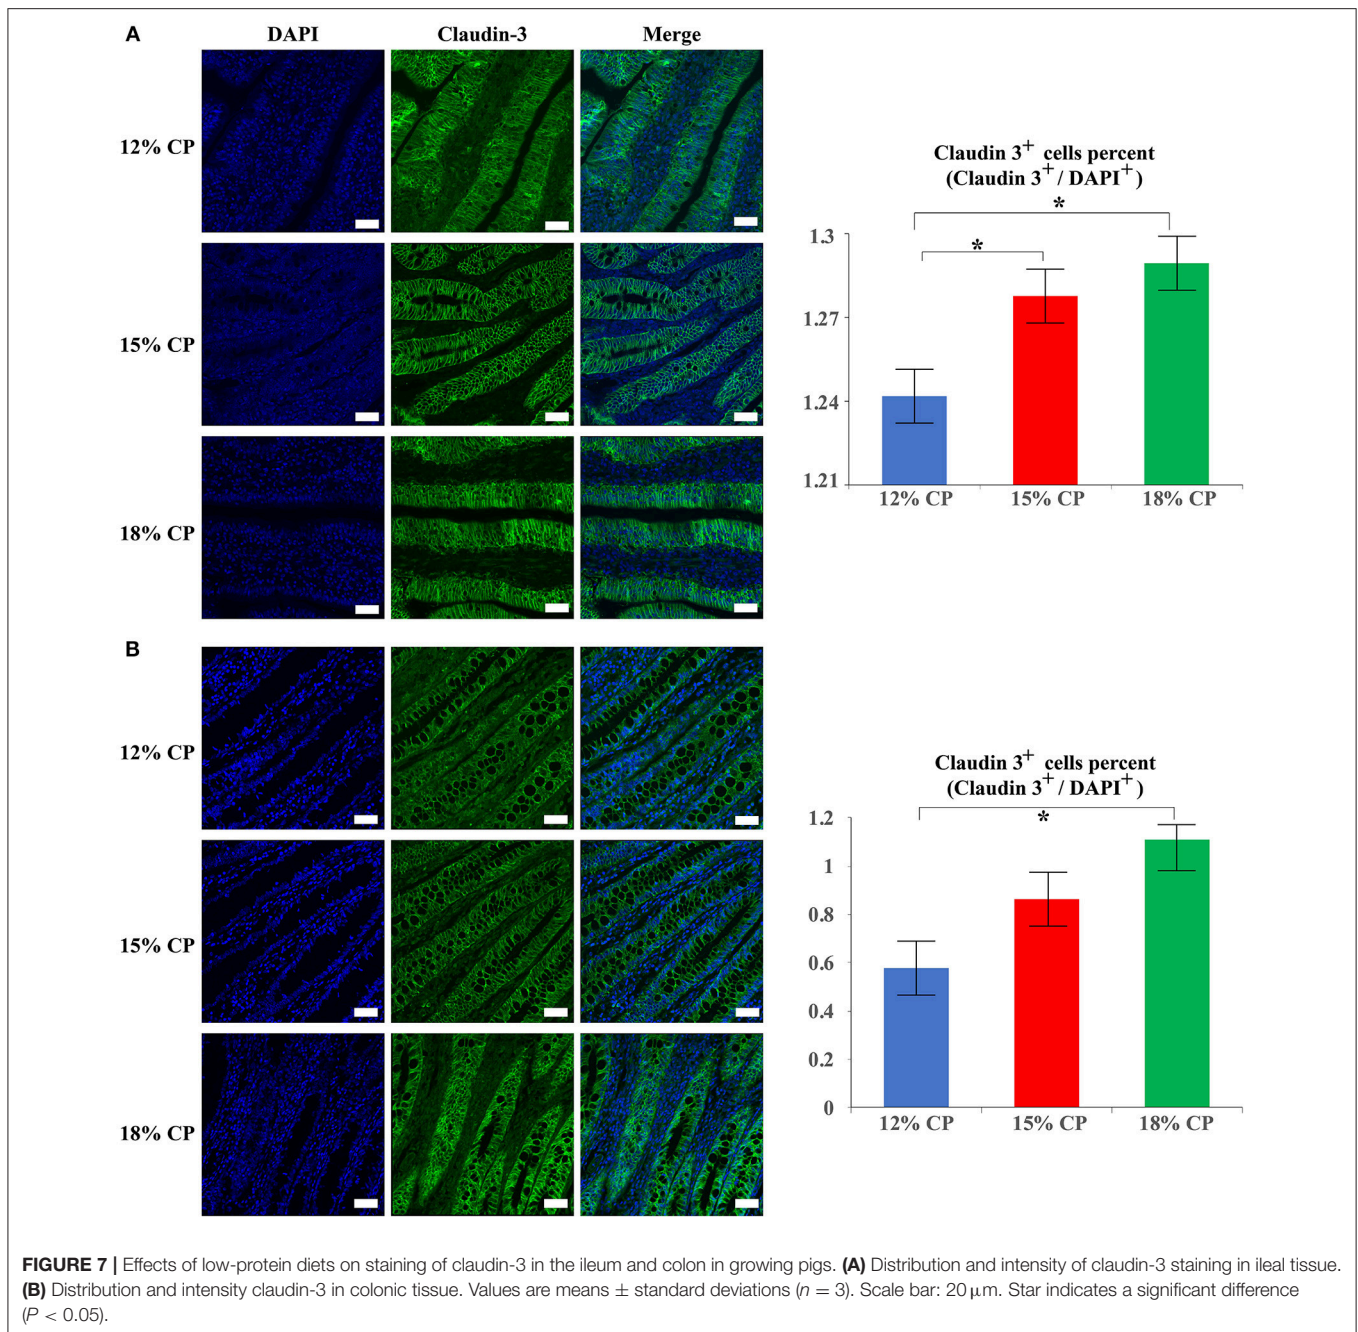 A
DAPI
Claudin-3
Merge
12% CP
15% CP
18% CP
Claudin 3+ cells percent
(Claudin 3+ / DAPI+)
*
*
1.3
1.27
1.24
1.21
12% CP
15% CP
18% CP
B
12% CP
15% CP
18% CP
Claudin 3+ cells percent
(Claudin 3+ / DAPI+)
*
1.2
1
0.8
0.6
0.4
0.2
0
12% CP
15% CP
18% CP
FIGURE 7 | Effects of low-protein diets on staining of claudin-3 in the ileum and colon in growing pigs. (A) Distribution and intensity of claudin-3 staining in ileal tissue.
(B) Distribution and intensity claudin-3 in colonic tissue. Values are means ± standard deviations (n = 3). Scale bar: 20 μm. Star indicates a significant difference
(P < 0.05).